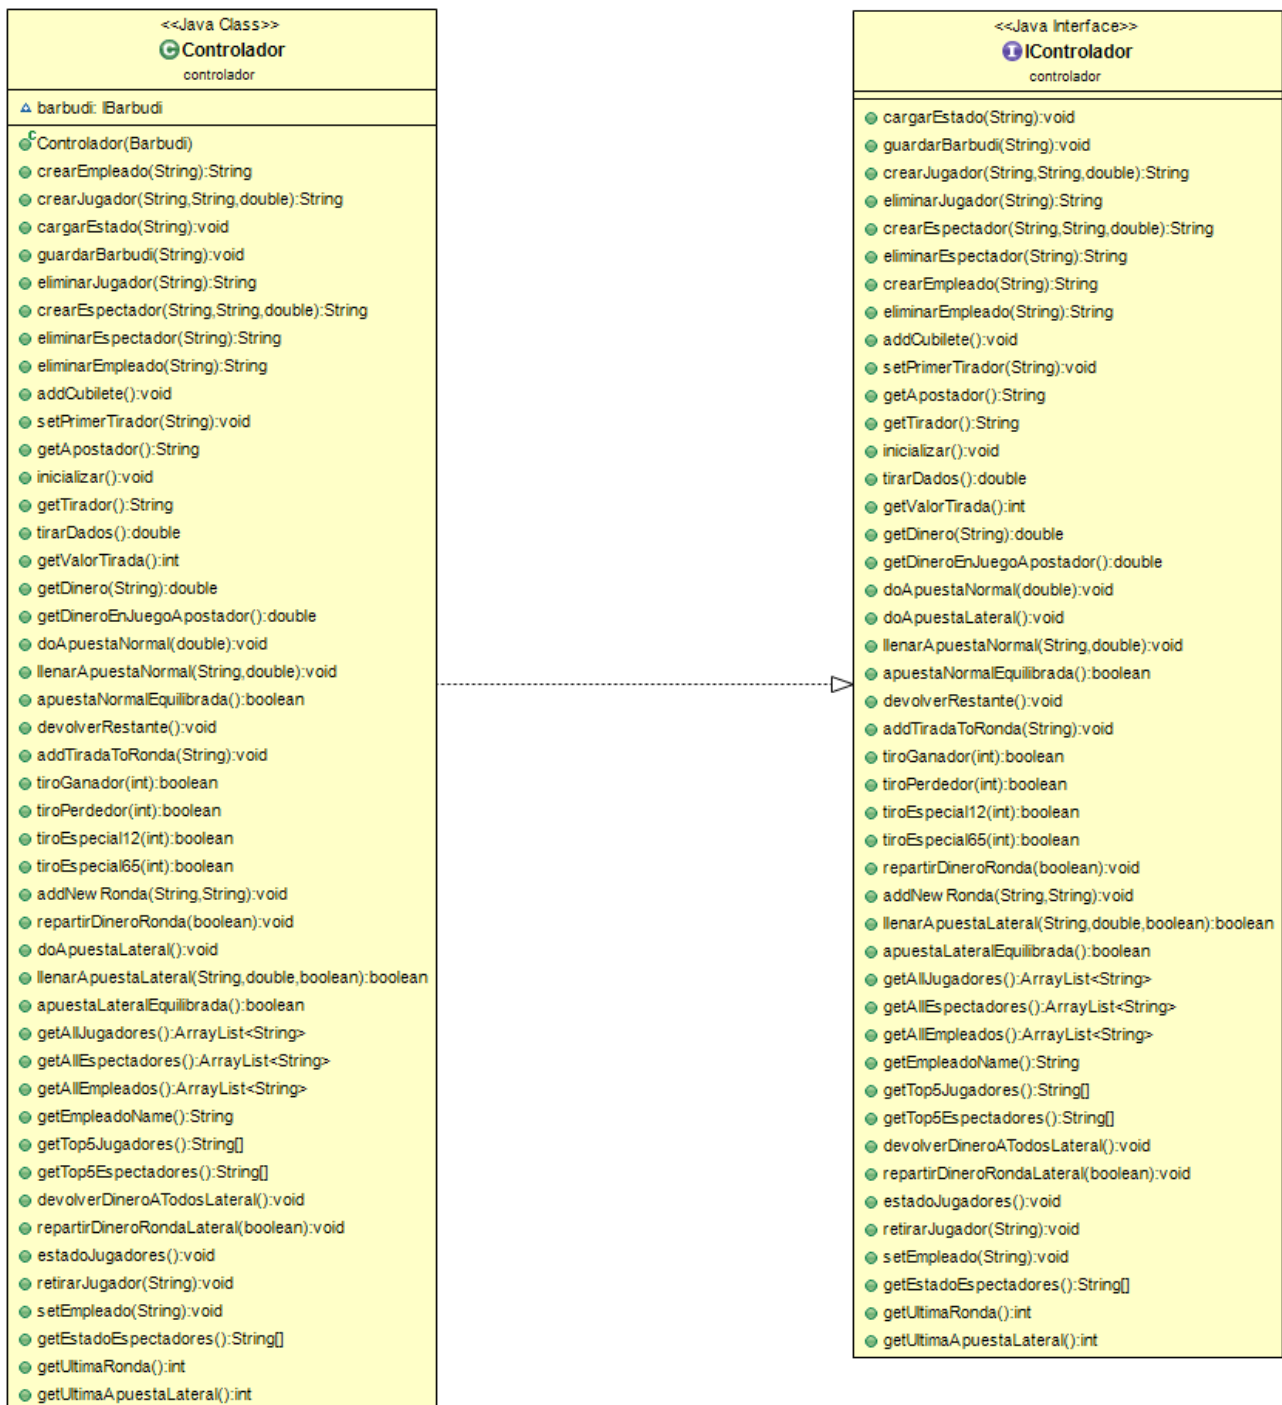 <<Java Class>>
Controlador
controlador
barbudi: IBarbudi
Controlador(Barbudi)
crearEmpleado(String):String
crearJugador(String,String,double):String
cargarEstado(String):void
guardarBarbudi(String):void
eliminarJugador(String):String
crearEspectador(String,String,double):String
eliminarEspectador(String):String
eliminarEmpleado(String):String
addCubilete():void
setPrimerTirador(String):void
getApostador():String
inicializar():void
getTirador():String
tirarDados():double
getValorTirada():int
getDinero(String):double
getDineroEnJuegoApostador():double
doApuestaNormal(double):void
llenarApuestaNormal(String,double):void
apuestaNormalEquilibrada():boolean
devolverRestante():void
addTiradaToRonda(String):void
tiroGanador(int):boolean
tiroPerdedor(int):boolean
tiroEspecial12(int):boolean
tiroEspecial65(int):boolean
addNewRonda(String,String):void
repartirDineroRonda(boolean):void
doApuestaLateral():void
llenarApuestaLateral(String,double,boolean):boolean
apuestaLateralEquilibrada():boolean
getAllJugadores():ArrayList<String>
getAllEspectadores():ArrayList<String>
getAllEmpleados():ArrayList<String>
getEmpleadoName():String
getTop5Jugadores():String[]
getTop5Espectadores():String[]
devolverDineroATodosLateral():void
repartirDineroRondaLateral(boolean):void
estadoJugadores():void
retirarJugador(String):void
setEmpleado(String):void
getEstadoEspectadores():String[]
getUltimaRonda():int
getUltimaApuestaLateral():int
<<Java Interface>>
IControlador
controlador
cargarEstado(String):void
guardarBarbudi(String):void
crearJugador(String,String,double):String
eliminarJugador(String):String
crearEspectador(String,String,double):String
eliminarEspectador(String):String
crearEmpleado(String):String
eliminarEmpleado(String):String
addCubilete():void
setPrimerTirador(String):void
getApostador():String
getTirador():String
inicializar():void
tirarDados():double
getValorTirada():int
getDinero(String):double
getDineroEnJuegoApostador():double
doApuestaNormal(double):void
doApuestaLateral():void
llenarApuestaNormal(String,double):void
apuestaNormalEquilibrada():boolean
devolverRestante():void
addTiradaToRonda(String):void
tiroGanador(int):boolean
tiroPerdedor(int):boolean
tiroEspecial12(int):boolean
tiroEspecial65(int):boolean
repartirDineroRonda(boolean):void
addNewRonda(String,String):void
llenarApuestaLateral(String,double,boolean):boolean
apuestaLateralEquilibrada():boolean
getAllJugadores():ArrayList<String>
getAllEspectadores():ArrayList<String>
getAllEmpleados():ArrayList<String>
getEmpleadoName():String
getTop5Jugadores():String[]
getTop5Espectadores():String[]
devolverDineroATodosLateral():void
repartirDineroRondaLateral(boolean):void
estadoJugadores():void
retirarJugador(String):void
setEmpleado(String):void
getEstadoEspectadores():String[]
getUltimaRonda():int
getUltimaApuestaLateral():int